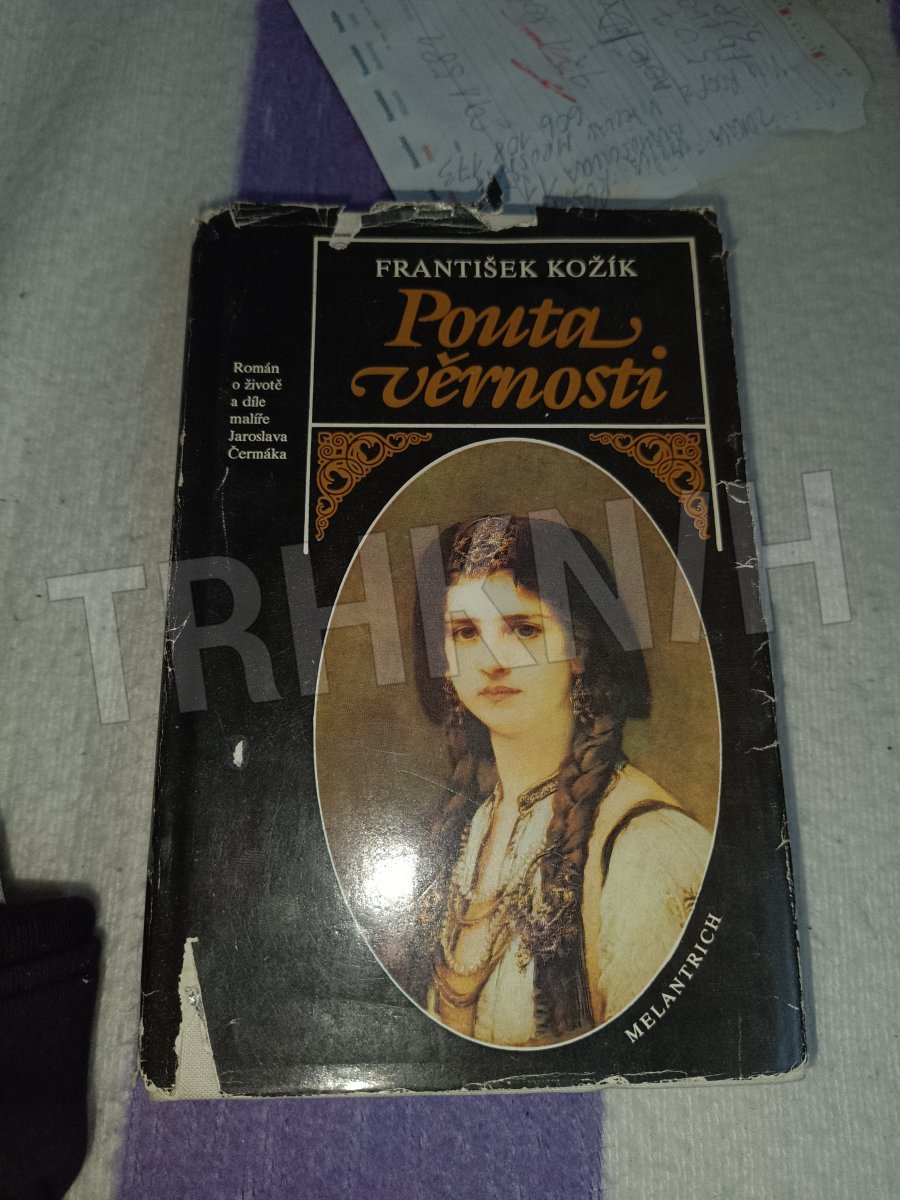 FRANTIŠEK KOŽÍK
Pouta
věrnosti
Román
o životě
a díle
malíře
Jaroslava
Čermáka
MELANTRICH
TRHKNIH